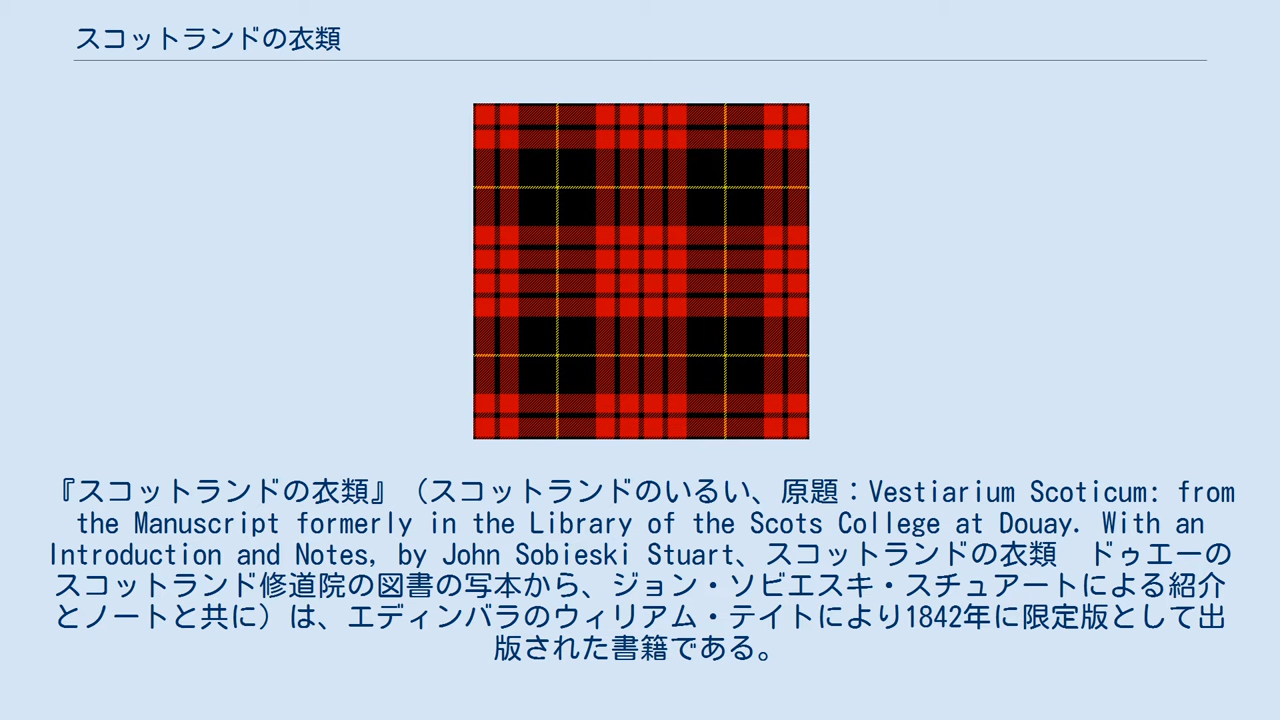 スコットランドの衣類
『スコットランドの衣類』（スコットランドのいるい、原題：Vestiarium Scoticum: from
the Manuscript formerly in the Library of the Scots College at Douay. With an
Introduction and Notes, by John Sobieski Stuart、スコットランドの衣類　ドゥエーの
スコットランド修道院の図書の写本から、ジョン・ソビエスキ・スチュアートによる紹介
とノートと共に）は、エディンバラのウィリアム・テイトにより1842年に限定版として出
版された書籍である。